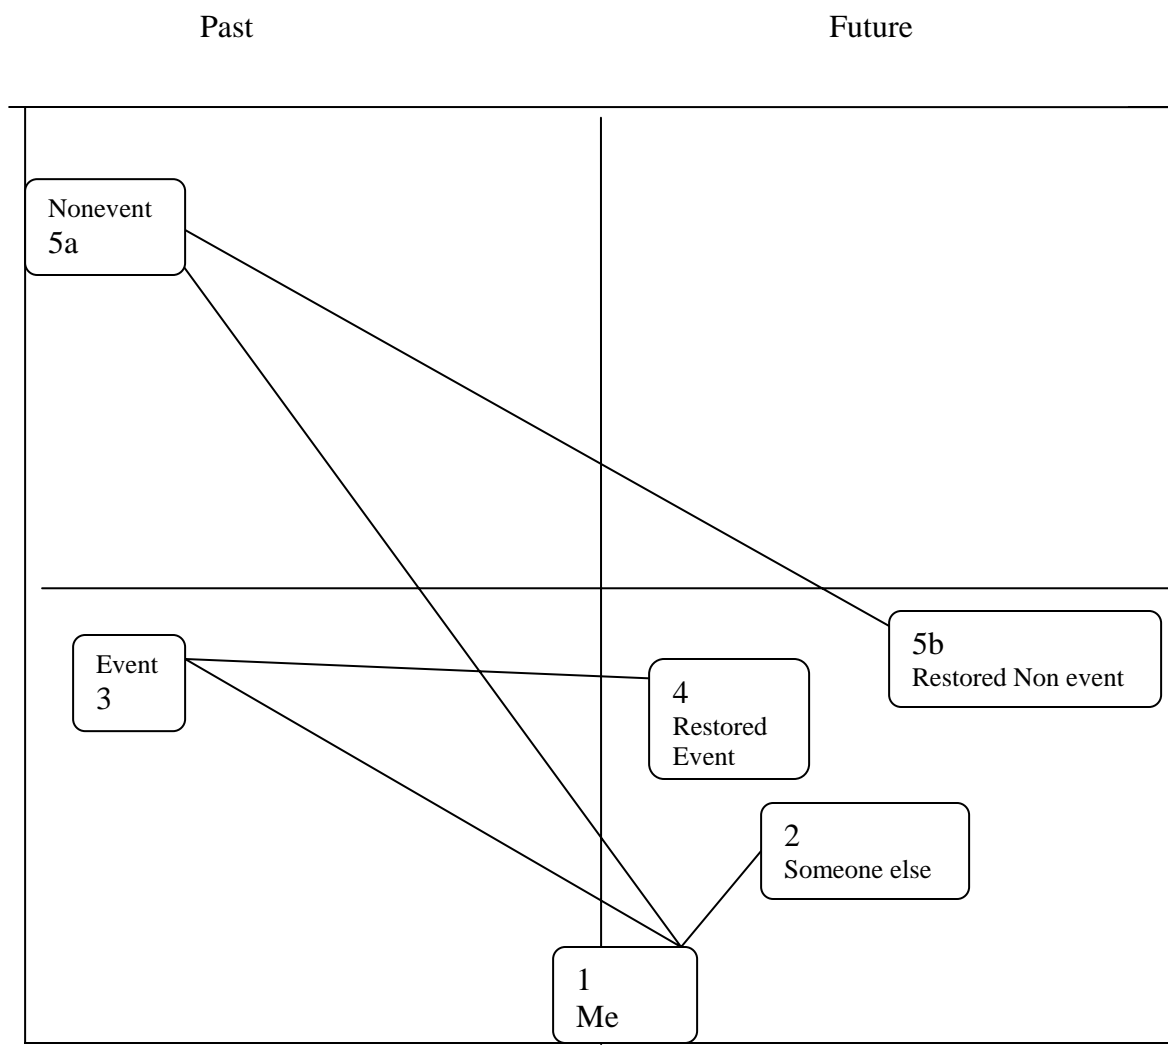 Past
Future
Nonevent
5a
5b
Restored Non event
Event
3
4
Restored
Event
2
Someone else
1
Me